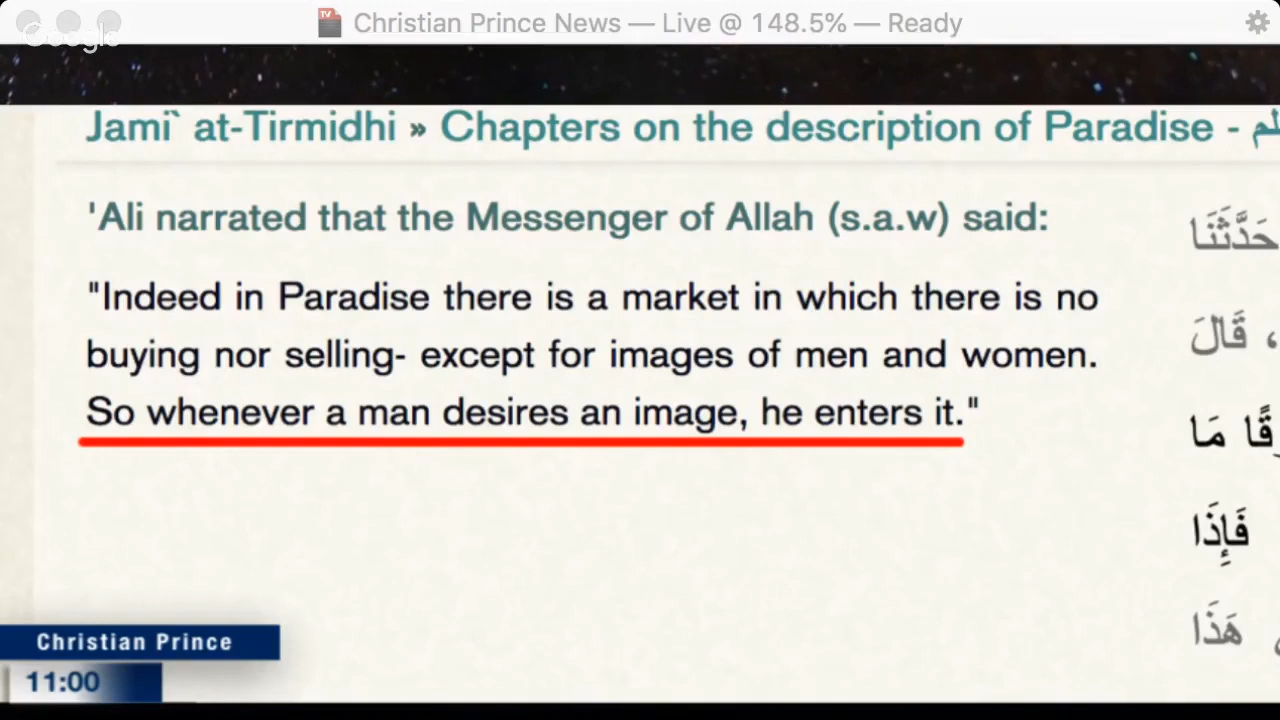 Christian Prince News — Live @ 148.5% — Ready
Google
TV
Jami` at-Tirmidhi » Chapters on the description of Paradise -
'Ali narrated that the Messenger of Allah (s.a.w) said:
حَدَّثَنَا
"Indeed in Paradise there is a market in which there is no
buying nor selling- except for images of men and women.
، قَالَ
So whenever a man desires an image, he enters it."
مَا
فَإِذَا
هَذَا
Christian Prince
11:00